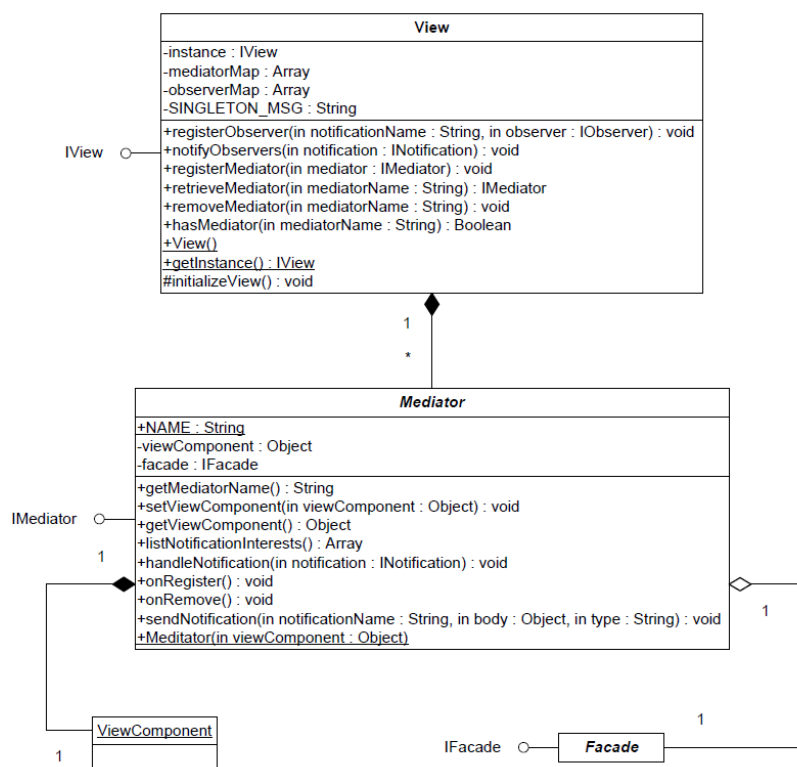 View
-instance : IView
-mediatorMap : Array
-observerMap : Array
-SINGLETON_MSG : String
+registerObserver(in notificationName : String, in observer : IObserver) : void
+notifyObservers(in notification : INotification) : void
+registerMediator(in mediator : IMediator) : void
+retrieveMediator(in mediatorName : String) : IMediator
+removeMediator(in mediatorName : String) : void
+hasMediator(in mediatorName : String) : Boolean
+View()
+getInstance() : IView
#initializeView() : void
IView
1
*
Mediator
+NAME : String
-viewComponent : Object
-facade : IFacade
+getMediatorName() : String
+setViewComponent(in viewComponent : Object) : void
+getViewComponent() : Object
+listNotificationInterests() : Array
+handleNotification(in notification : INotification) : void
+onRegister() : void
+onRemove() : void
+sendNotification(in notificationName : String, in body : Object, in type : String) : void
+Meditator(in viewComponent : Object)
IMediator
1
1
ViewComponent
1
IFacade
Facade
1